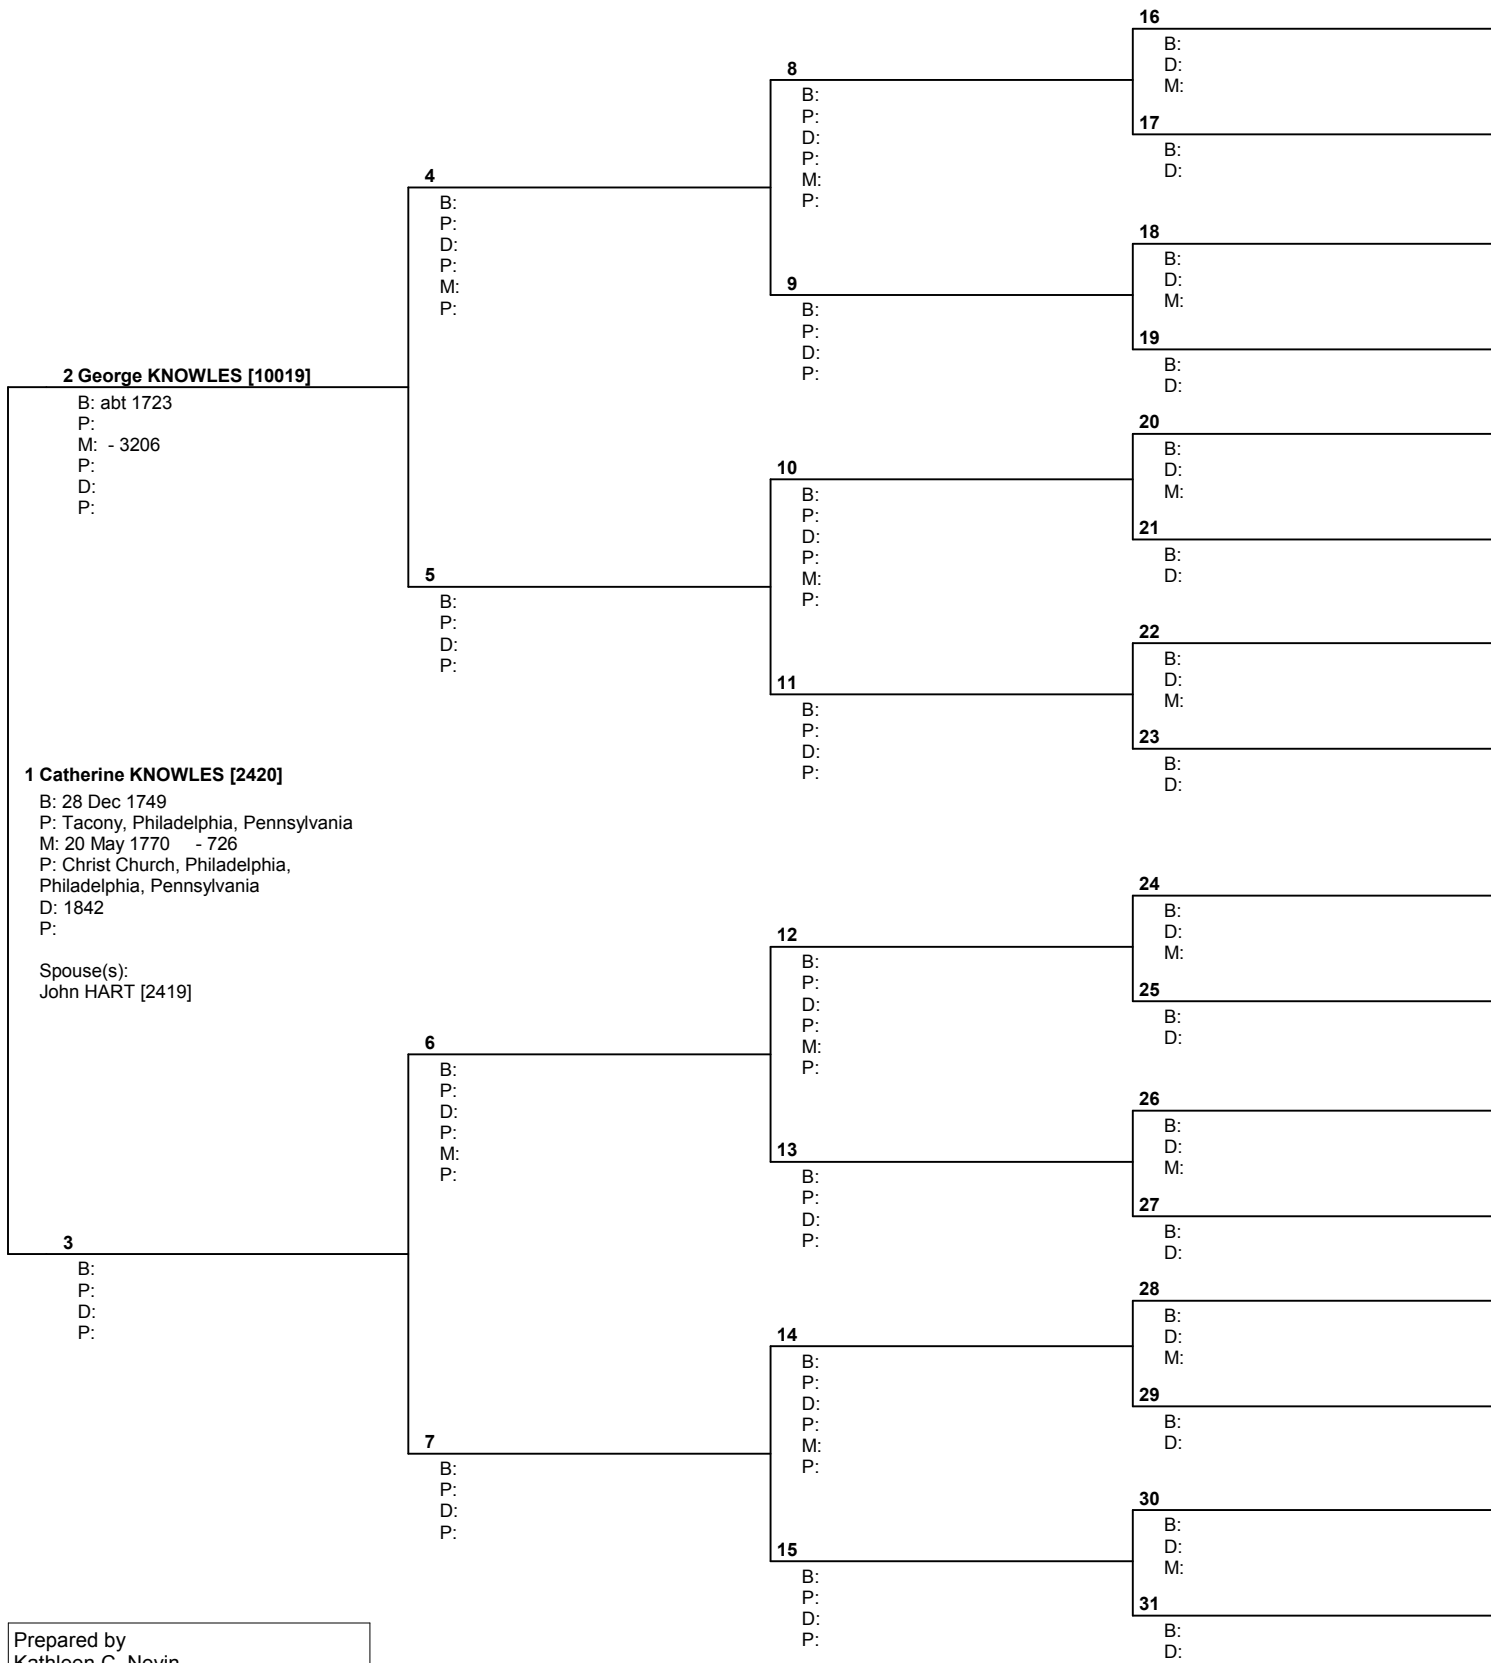 16
B:
D:
M:
8
B:
P:
D:
P:
M:
P:
17
B:
D:
4
B:
P:
D:
P:
M:
P:
18
B:
D:
M:
9
B:
P:
D:
P:
19
B:
D:
2 George KNOWLES [10019]
B: abt 1723
P:
M: - 3206
P:
D:
P:
20
B:
D:
M:
10
B:
P:
D:
P:
M:
P:
21
B:
D:
5
B:
P:
D:
P:
22
B:
D:
M:
11
B:
P:
D:
P:
23
B:
D:
1 Catherine KNOWLES [2420]
B: 28 Dec 1749
P: Tacony, Philadelphia, Pennsylvania
M: 20 May 1770 - 726
P: Christ Church, Philadelphia,
Philadelphia, Pennsylvania
D: 1842
P:
Spouse(s):
John HART [2419]
24
B:
D:
M:
12
B:
P:
D:
P:
M:
P:
25
B:
D:
6
B:
P:
D:
P:
M:
P:
26
B:
D:
M:
13
B:
P:
D:
P:
27
B:
D:
3
B:
P:
D:
P:
28
B:
D:
M:
14
B:
P:
D:
P:
M:
P:
29
B:
D:
7
B:
P:
D:
P:
30
B:
D:
M:
15
B:
P:
D:
P:
31
B:
D:
Prepared by
Kathleen C. Nevin